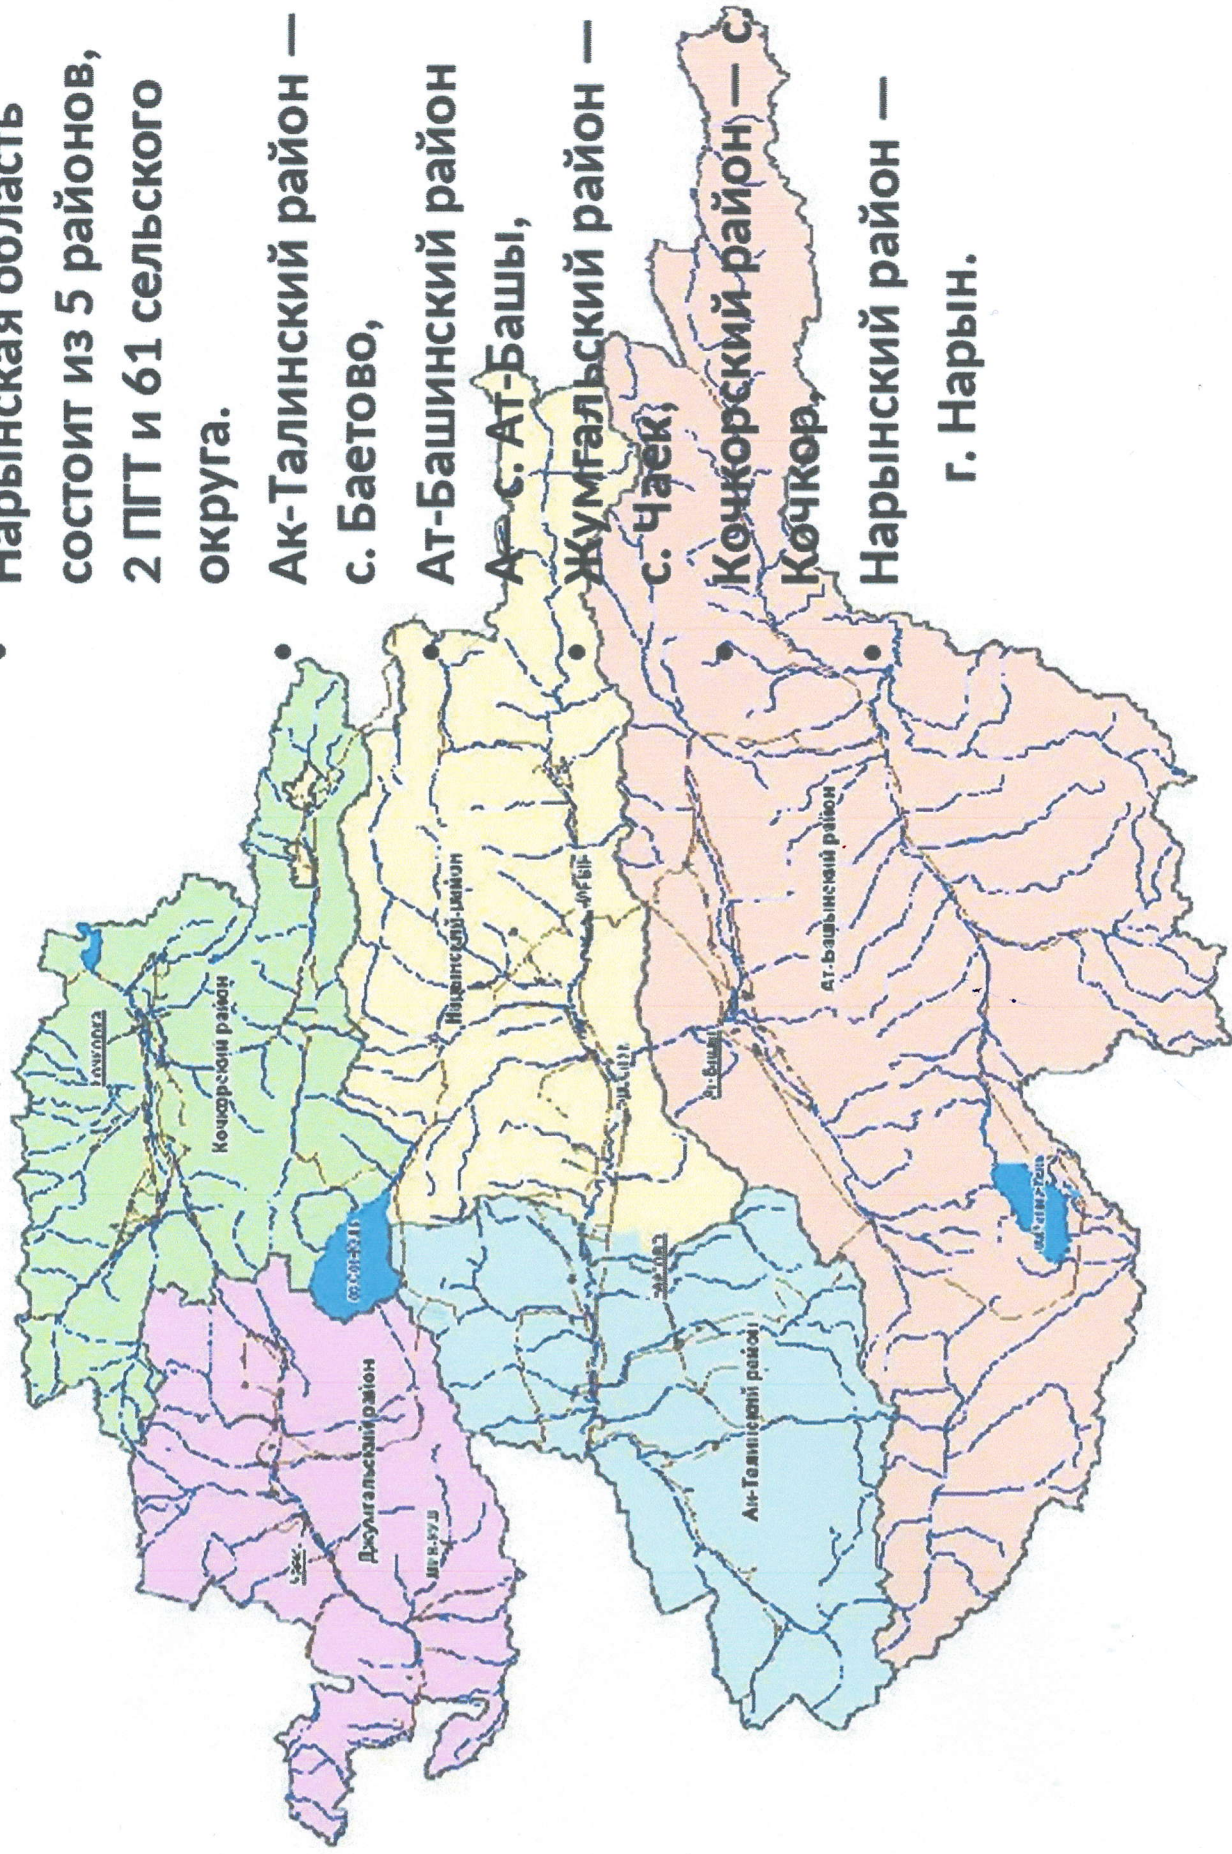 Нарынская область
состоит из 5 районов,
2 ПГТ и 61 сельского
округа.
Ак-Талинский район —
с. Баетово,
Ат-Башинский район
— с. Ат-Башы,
Жумгальский район —
с. Чаек,
Кочкорский район — с.
Кочкор,
Нарынский район —
г. Нарын.
Кочкорский район
Джумгальский район
Нарынский район
Ак-Талинский район
Ат-Башынский район